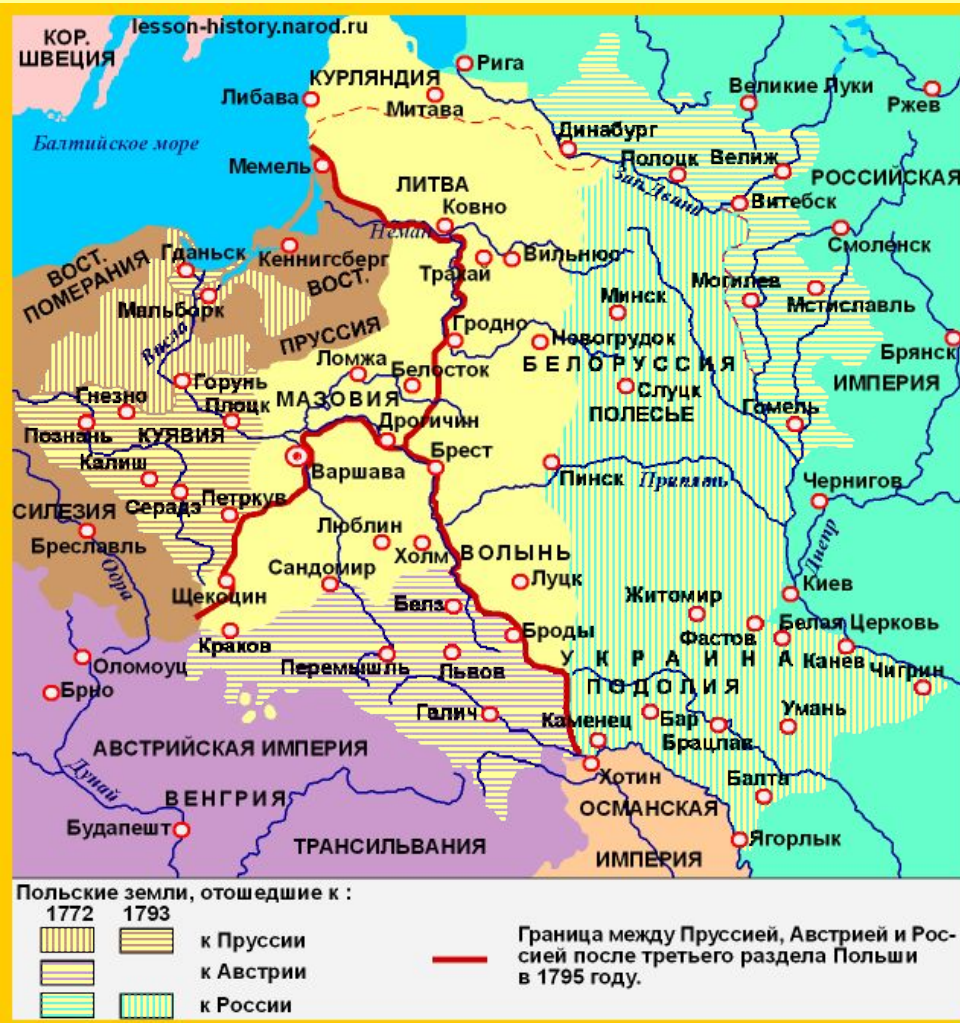 lesson-history.narod.ru
КОР.
ШВЕЦИЯ
Рига
КУРЛЯНДИЯ
Либава
Митава
Великие Луки
Ржев
Балтийское море
Динабург
Мемель
Полоцк
Велиж
РОССИЙСКАЯ
ЛИТВА
Зап. Двина
Витебск
Ковно
Неман
Смоленск
ВОСТ.
ПОМЕРАНИЯ
Гданьск
Кеннигсберг
Тракай
Вильнюс
ВОСТ.
Мальборк
Могилев
Минск
Мстиславль
ПРУССИЯ
Висла
Гродно
Новогрудок
Брянск
Ломжа
БЕЛОРУССИЯ
Горунь
Белосток
ИМПЕРИЯ
Слуцк
Гнезно
МАЗОВИЯ
Плоцк
ПОЛЕСЬЕ
Гомель
Познань
КУЯВИЯ
Дрогичин
Варшава
Брест
Калиш
Пинск
Припять
Чернигов
Серадз
Петркув
СИЛЕЗИЯ
Люблин
Бреславль
Холм
ВОЛЫНЬ
Днепр
Одра
Сандомир
Луцк
Киев
Щекоцин
Белз
Житомир
Белая Церковь
Броды
Фастов
Краков
УКРАИНА
Канев
Оломоуц
Перемышль
Львов
Чигрин
Брно
ПОДОЛИЯ
Галич
Каменец
Бар
Умань
Брацлав
АВСТРИЙСКАЯ ИМПЕРИЯ
Дунай
Хотин
Балта
ВЕНГРИЯ
ОСМАНСКАЯ
Будапешт
ТРАНСИЛЬВАНИЯ
Ягорлык
ИМПЕРИЯ
Польские земли, отошедшие к :
1772 1793
к Пруссии
к Австрии
к России
Граница между Пруссией, Австрией и Рос-
сией после третьего раздела Польши
в 1795 году.